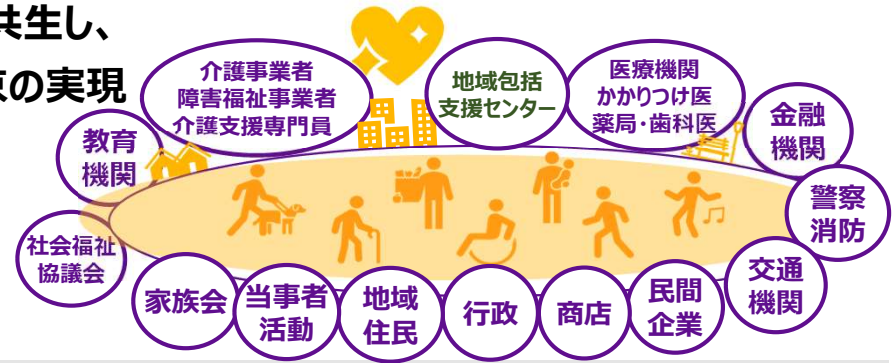 共生し、
の実現
介護事業者
障害福祉事業者
介護支援専門員
地域包括
支援センター
医療機関
かかりつけ医
薬局・歯科医
金融
機関
警察
消防
交通
機関
民間
企業
商店
行政
地域
住民
当事者
活動
家族会
社会福祉
協議会
教育
機関